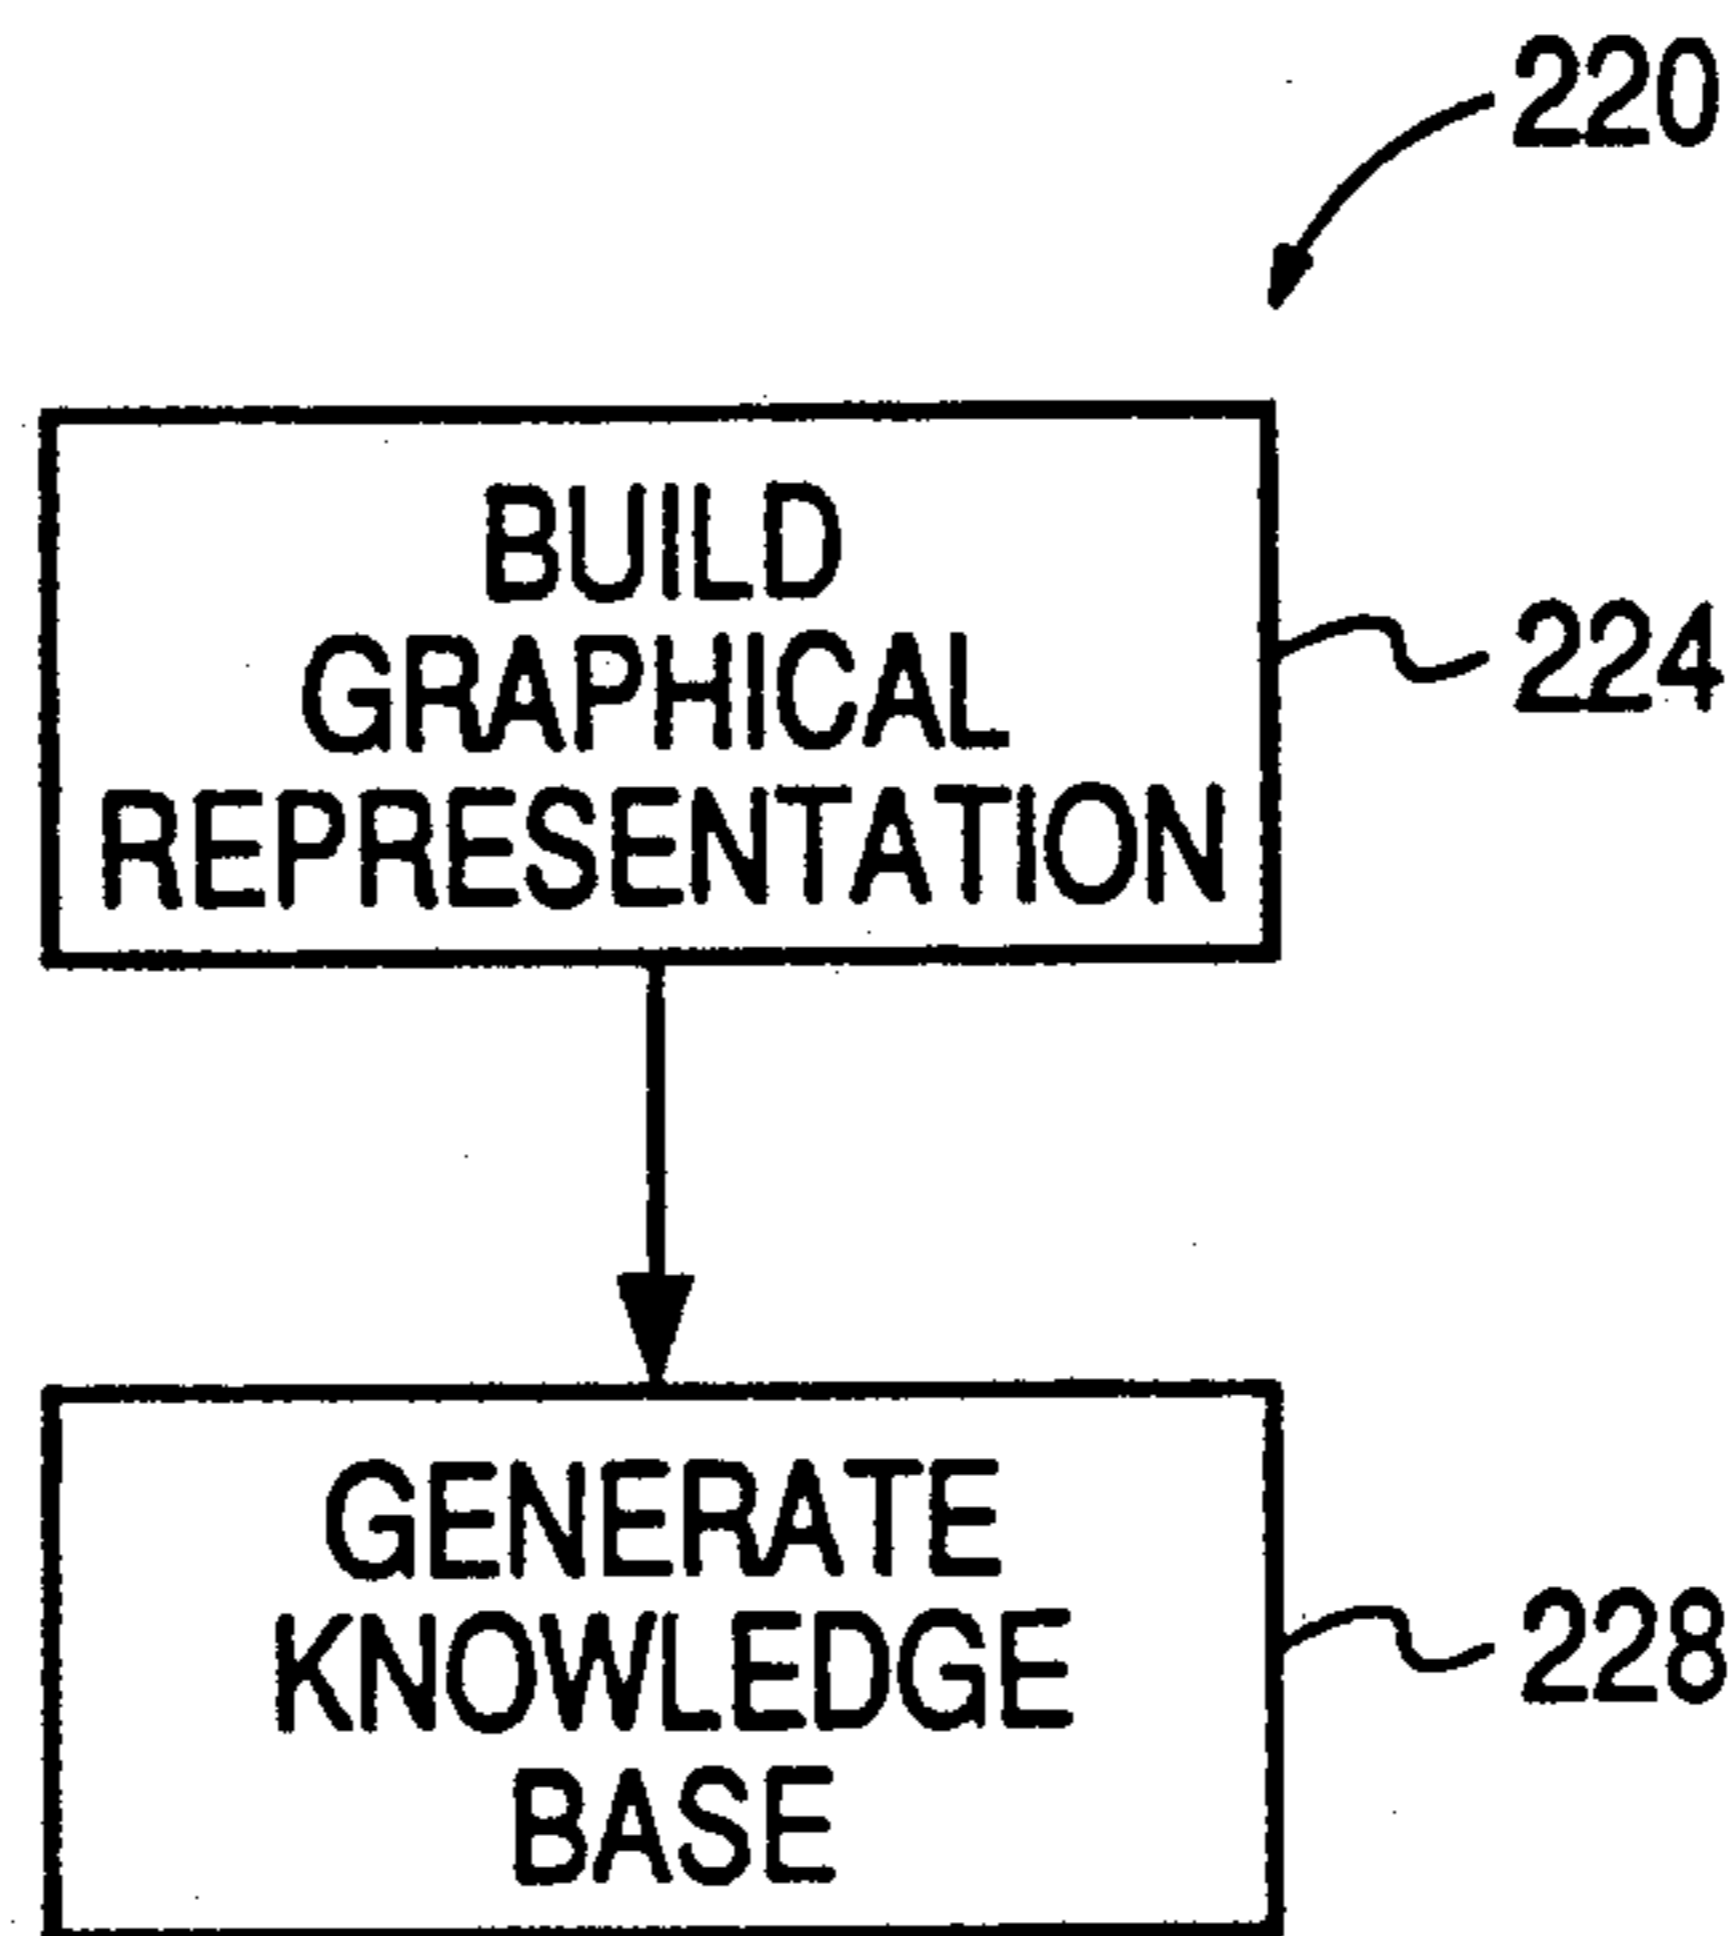 220
BUILD
GRAPHICAL
REPRESENTATION
224
GENERATE
KNOWLEDGE
BASE
228